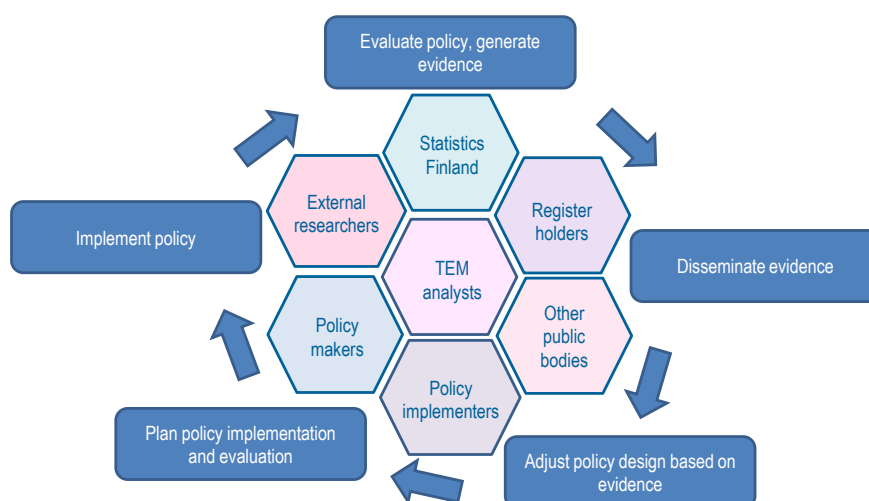 Evaluate policy, generate
evidence
Statistics
Finland
External
researchers
Register
holders
Implement policy
TEM
analysts
Disseminate evidence
Policy
makers
Other
public
bodies
Policy
implementers
Plan policy implementation
and evaluation
Adjust policy design based on
evidence